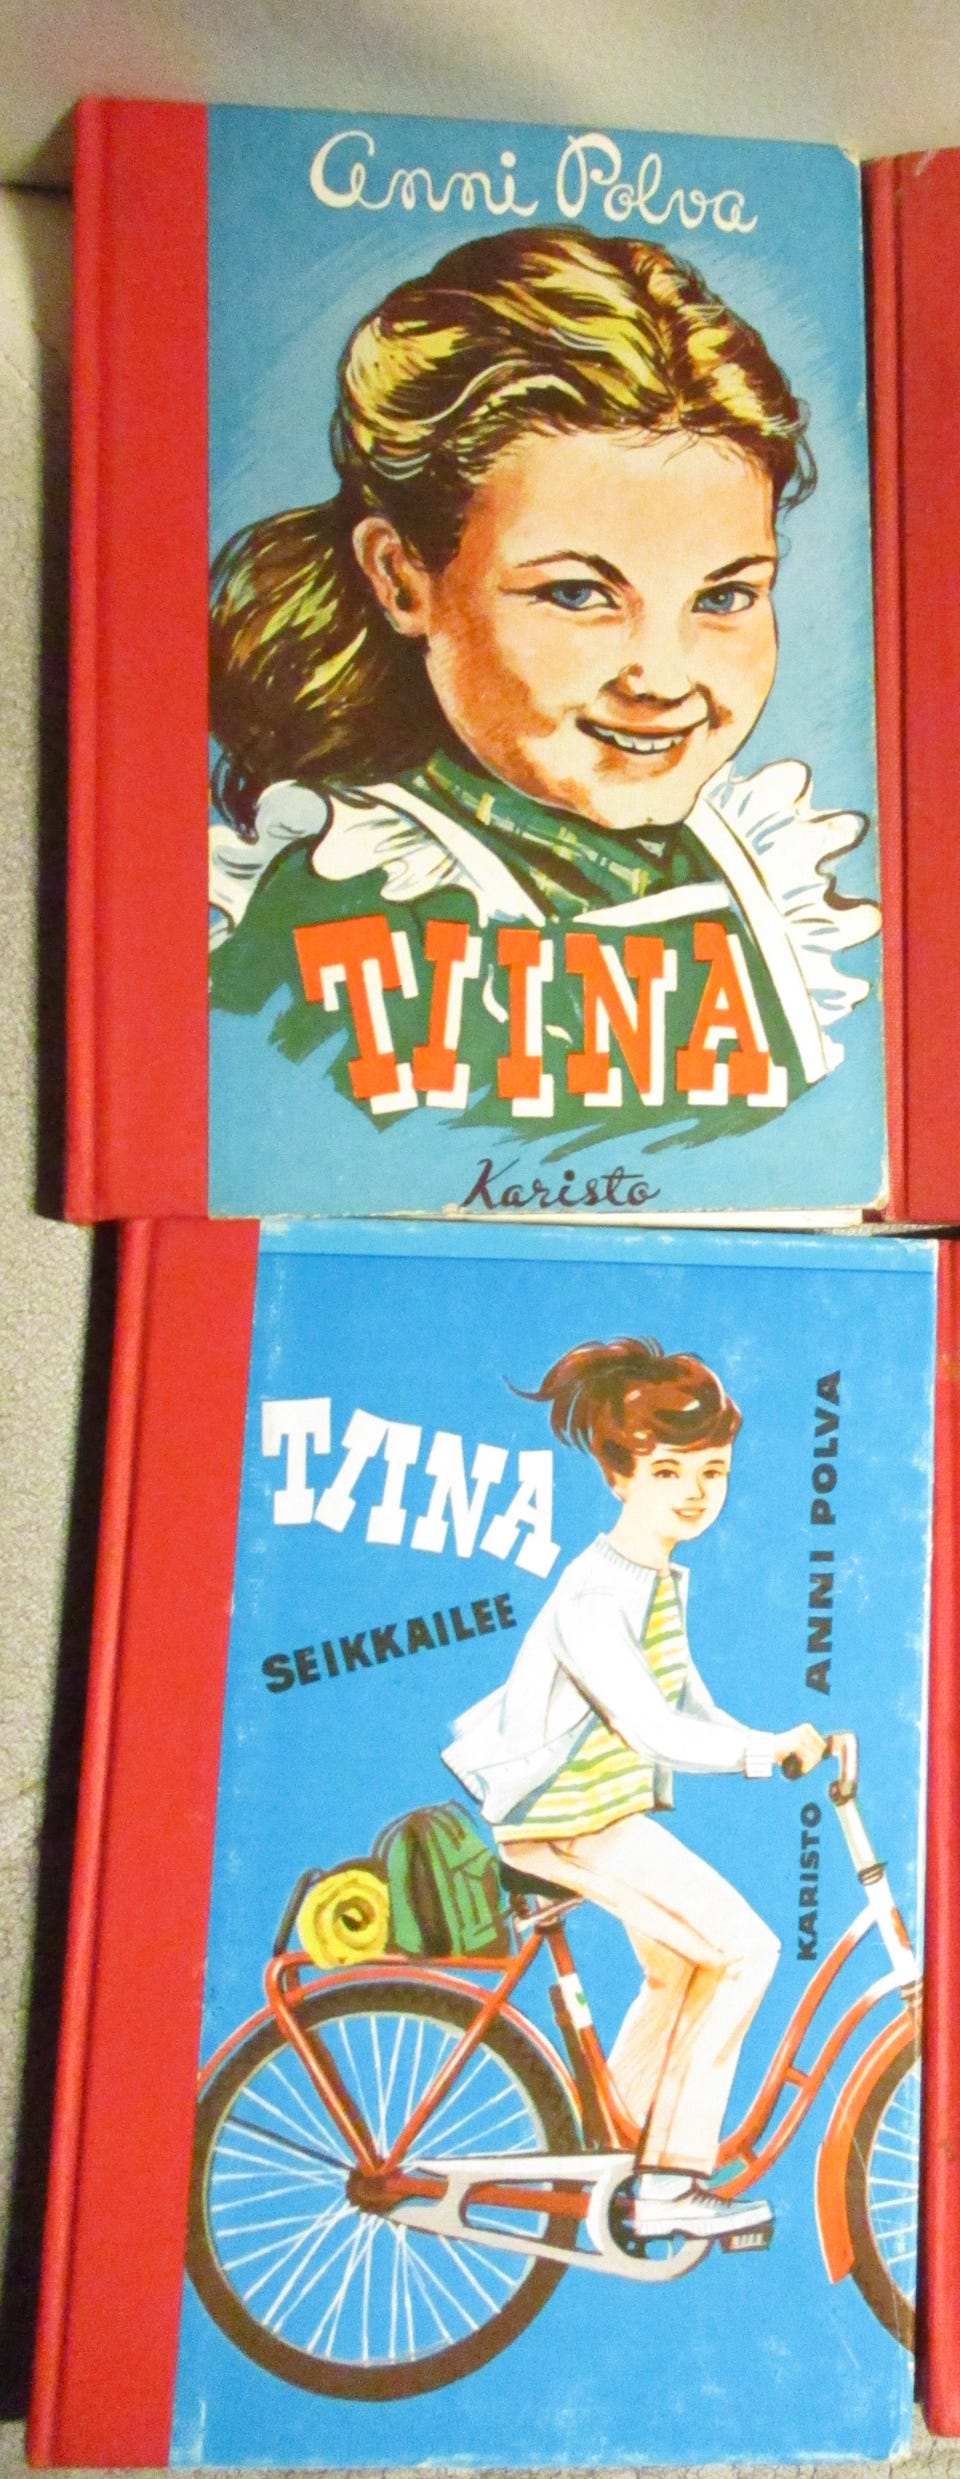 Anni Polva
TIINA
Karisto
TIINA
SEIKKAILEE
ANNI POLVA
KARISTO